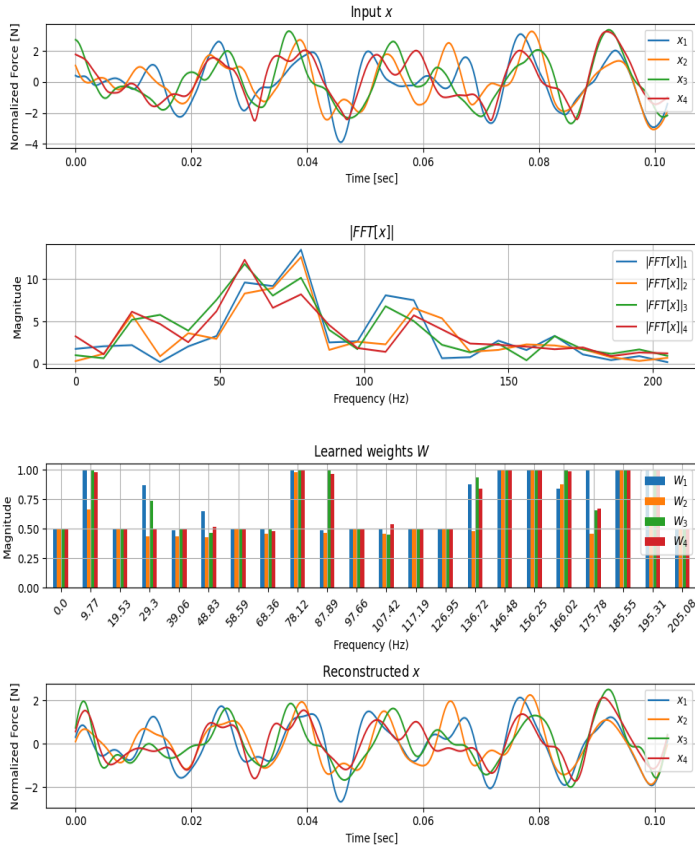 Input x
Normalized Force [N]
2
0
−2
−4
0.00 0.02 0.04 0.06 0.08 0.10
Time [sec]
x₁
x₂
x₃
x₄
|FFT[x]|
Magnitude
10
5
0
0 50 100 150 200
Frequency (Hz)
|FFT[x]|₁
|FFT[x]|₂
|FFT[x]|₃
|FFT[x]|₄
Learned weights W
Magnitude
1.00
0.75
0.50
0.25
0.00
0.0 9.77 19.53 29.3 39.06 48.83 58.59 68.36 78.12 87.89 97.66 107.42 117.19 126.95 136.72 146.48 156.25 166.02 175.78 185.55 195.31 205.08
Frequency (Hz)
W₁
W₂
W₃
W₄
Reconstructed x
Normalized Force [N]
2
0
−2
0.00 0.02 0.04 0.06 0.08 0.10
Time [sec]
x₁
x₂
x₃
x₄